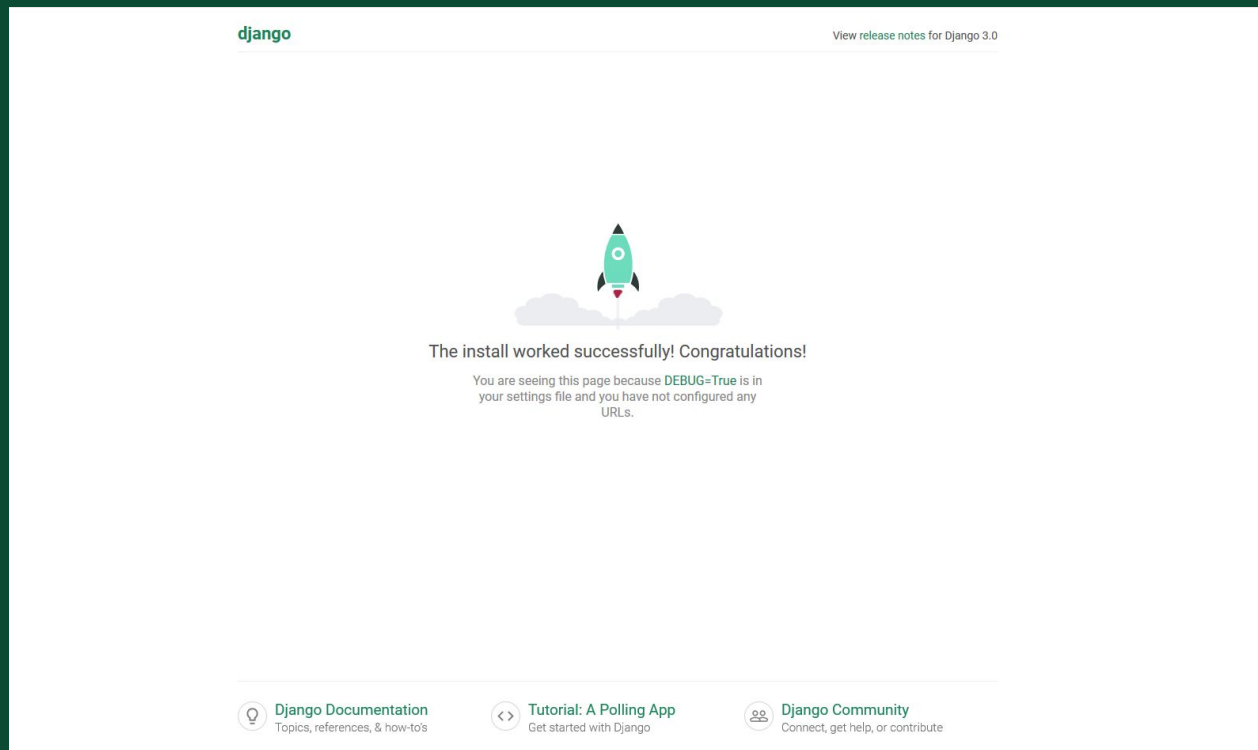 django
View release notes for Django 3.0
The install worked successfully! Congratulations!
You are seeing this page because DEBUG=True is in
your settings file and you have not configured any
URLs.
Django Documentation
Topics, references, & how-to's
Tutorial: A Polling App
Get started with Django
Django Community
Connect, get help, or contribute